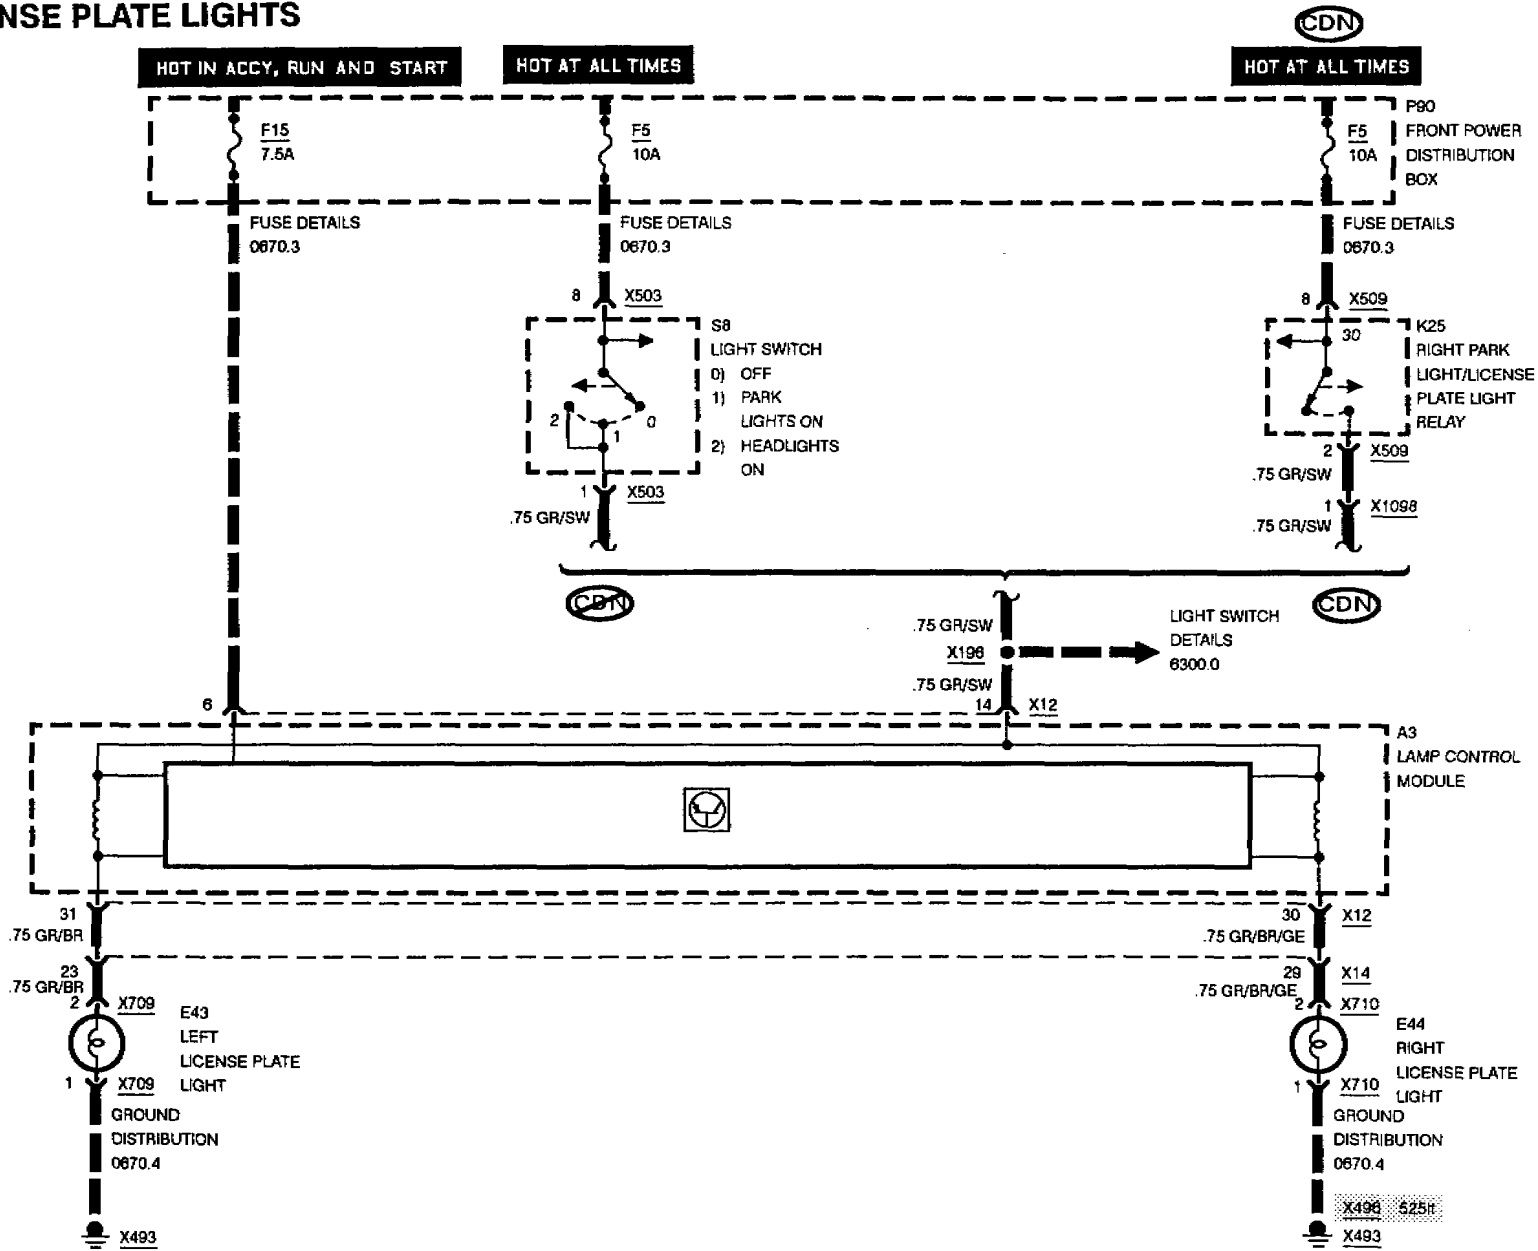 NSE PLATE LIGHTS
CDN
HOT IN ACCY, RUN AND START
HOT AT ALL TIMES
HOT AT ALL TIMES
F15
7.5A
F5
10A
F5
10A
P90
FRONT POWER
DISTRIBUTION
BOX
FUSE DETAILS
0670.3
FUSE DETAILS
0670.3
FUSE DETAILS
0670.3
8 X503
8 X509
S8
LIGHT SWITCH
0) OFF
1) PARK
LIGHTS ON
2) HEADLIGHTS
ON
2
1
0
30
K25
RIGHT PARK
LIGHT/LICENSE
PLATE LIGHT
RELAY
1 X503
.75 GR/SW
2 X509
.75 GR/SW
1 X1098
.75 GR/SW
CDN
CDN
.75 GR/SW
X196
.75 GR/SW
LIGHT SWITCH
DETAILS
6300.0
6
14 X12
A3
LAMP CONTROL
MODULE
31
.75 GR/BR
30 X12
.75 GR/BR/GE
23
.75 GR/BR
29 X14
.75 GR/BR/GE
2 X709
2 X710
E43
LEFT
LICENSE PLATE
LIGHT
E44
RIGHT
LICENSE PLATE
LIGHT
1 X709
1 X710
GROUND
DISTRIBUTION
0670.4
GROUND
DISTRIBUTION
0670.4
X498 525it
X493
X493